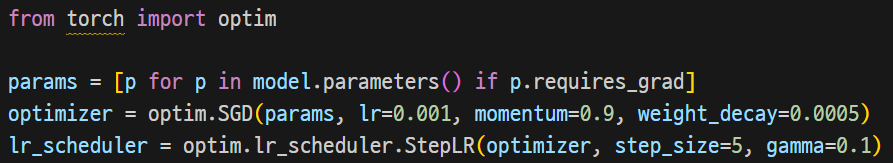 from torch import optim
params = [p for p in model.parameters() if p.requires_grad]
optimizer = optim.SGD(params, lr=0.001, momentum=0.9, weight_decay=0.0005)
lr_scheduler = optim.lr_scheduler.StepLR(optimizer, step_size=5, gamma=0.1)